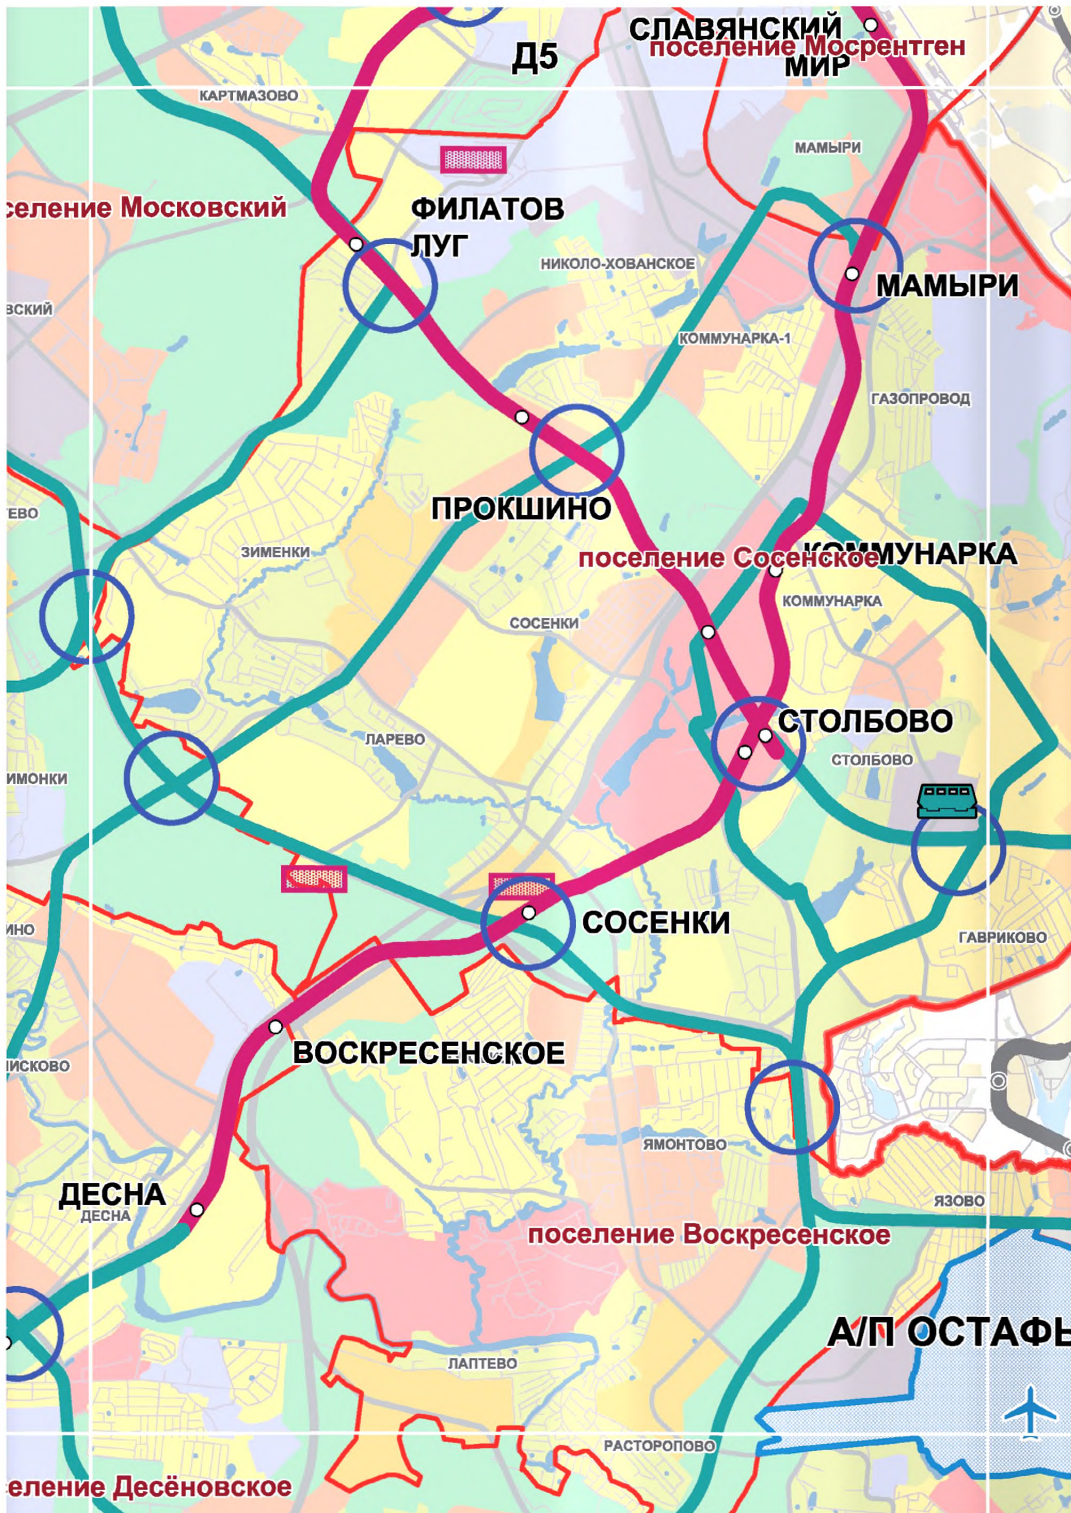 СЛАВЯНСКИЙ
МИР
поселение Мосрентген
Д5
КАРТМАЗОВО
МАМЫРИ
селение Московский
ФИЛАТОВ
ЛУГ
НИКОЛО-ХОВАНСКОЕ
МАМЫРИ
ВСКИЙ
КОММУНАРКА-1
ГАЗОПРОВОД
ПРОКШИНО
ТЕВО
ЗИМЕНКИ
поселение Сосенское
КОММУНАРКА
КОММУНАРКА
СОСЕНКИ
СТОЛБОВО
ЛАРЕВО
СТОЛБОВО
ИМОНКИ
СОСЕНКИ
ИНО
ГАВРИКОВО
ВОСКРЕСЕНСКОЕ
ИСКОВО
ЯМОНТОВО
ДЕСНА
ДЕСНА
ЯЗОВО
поселение Воскресенское
А/П ОСТАФЬ
ЛАПТЕВО
РАСТОРОПОВО
селение Десёновское